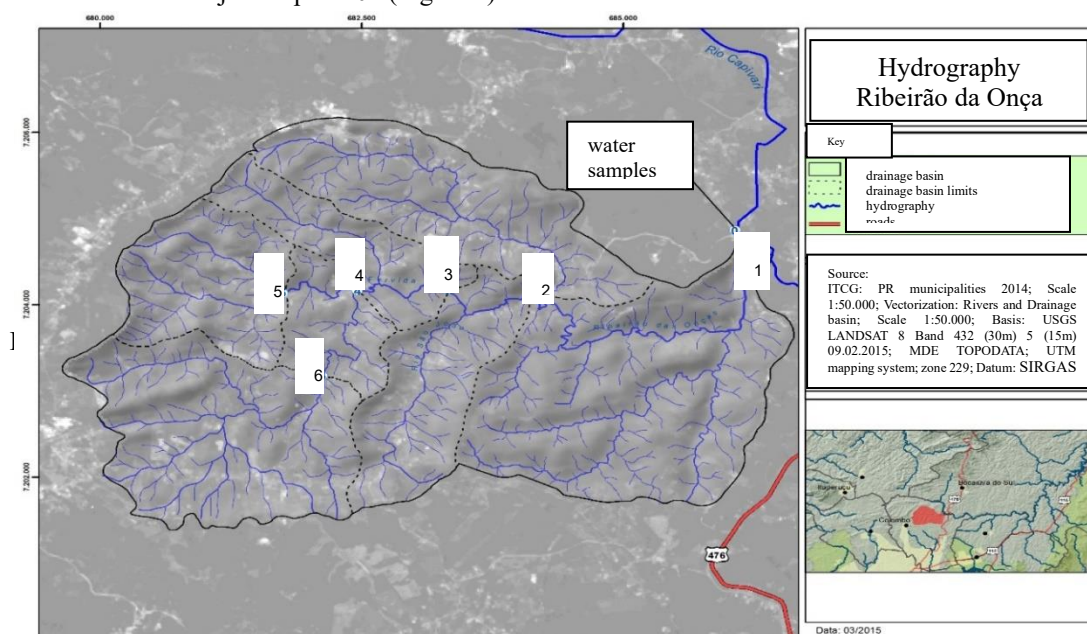 680.000
682.500
685.000
7.206.000
7.204.000
7.202.000
Rio Capivari
water
samples
1
2
3
4
5
6
476
Hydrography
Ribeirão da Onça
Key
drainage basin
drainage basin limits
hydrography
roads
Source:
ITCG: PR municipalities 2014; Scale
1:50.000; Vectorization: Rivers and Drainage
basin; Scale 1:50.000; Basis: USGS
LANDSAT 8 Band 432 (30m) 5 (15m)
09.02.2015; MDE TOPODATA; UTM
mapping system; zone 229; Datum: SIRGAS
Colombo
Data: 03/2015